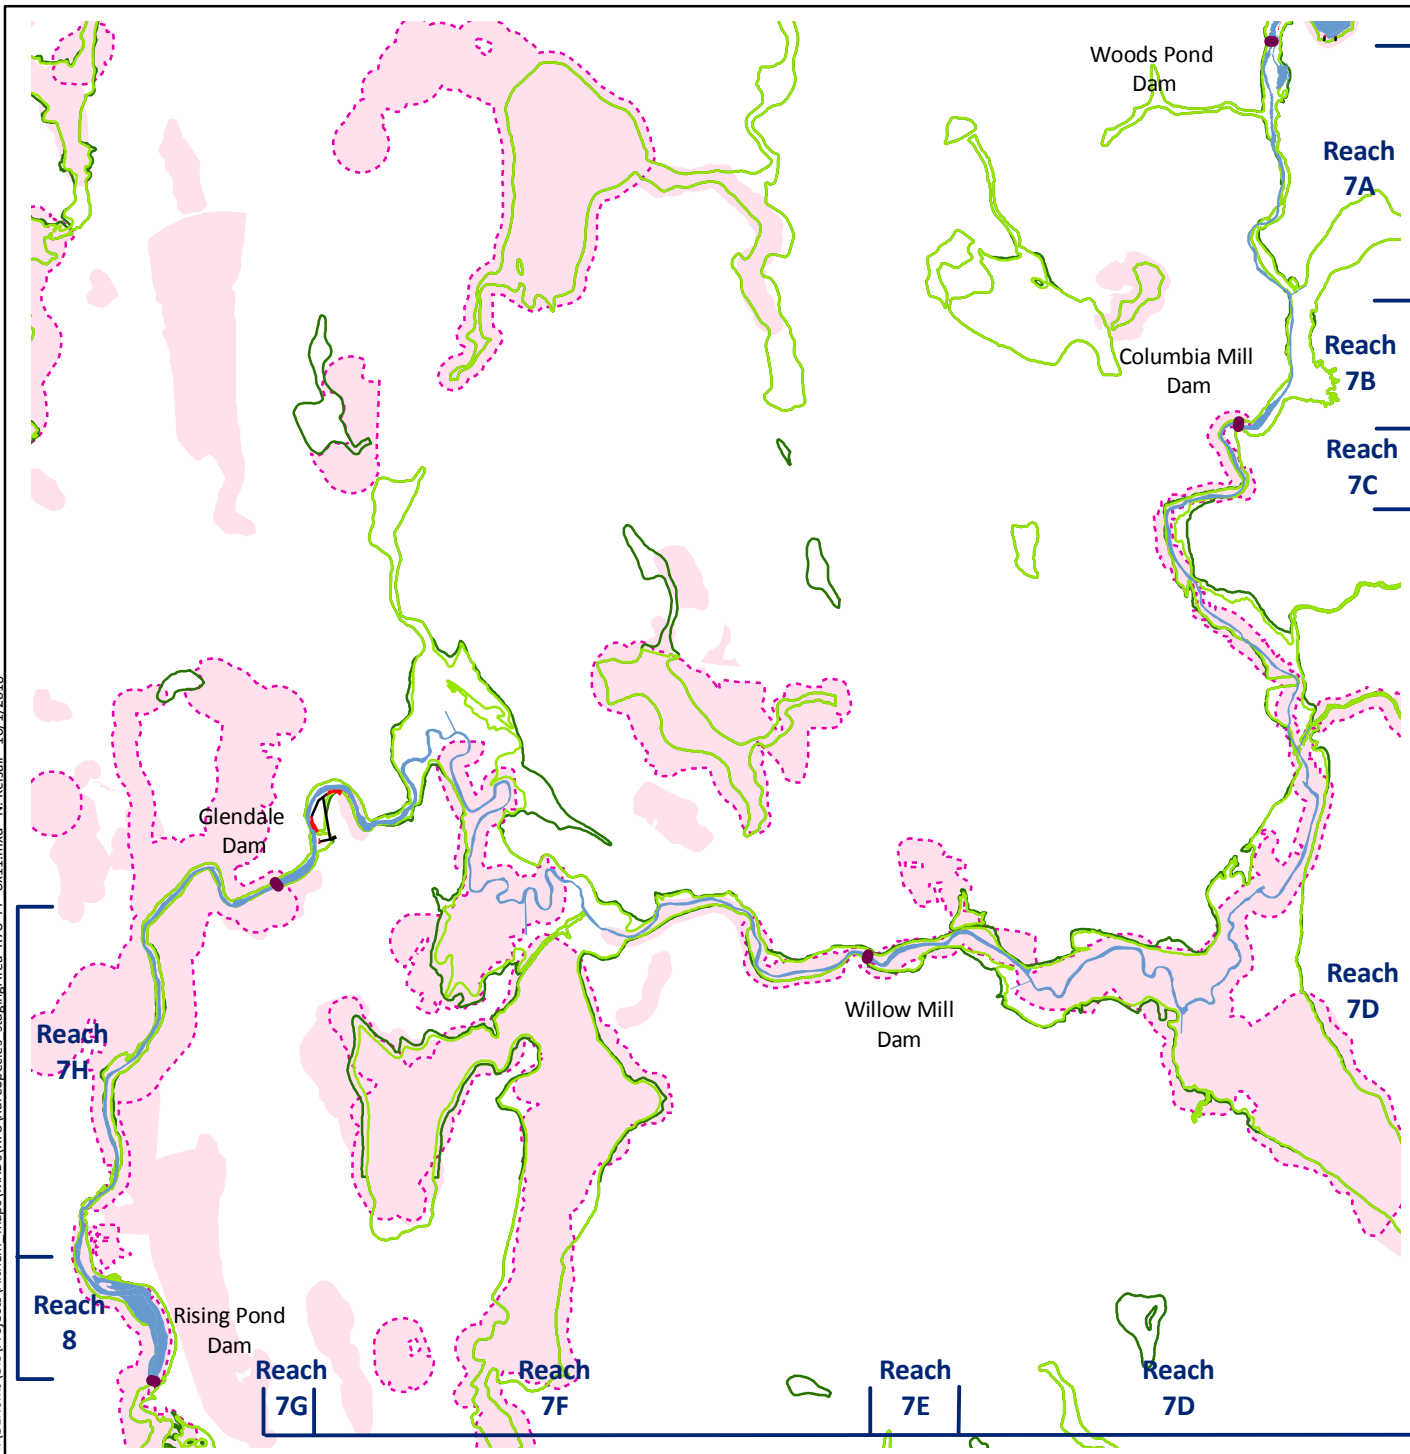 Woods Pond
Dam
Reach
7A
Columbia Mill
Dam
Reach
7B
Reach
7C
Glendale
Dam
Willow Mill
Dam
Reach
7D
Reach
7H
Reach
8
Rising Pond
Dam
Reach
7G
Reach
7F
Reach
7E
Reach
7D